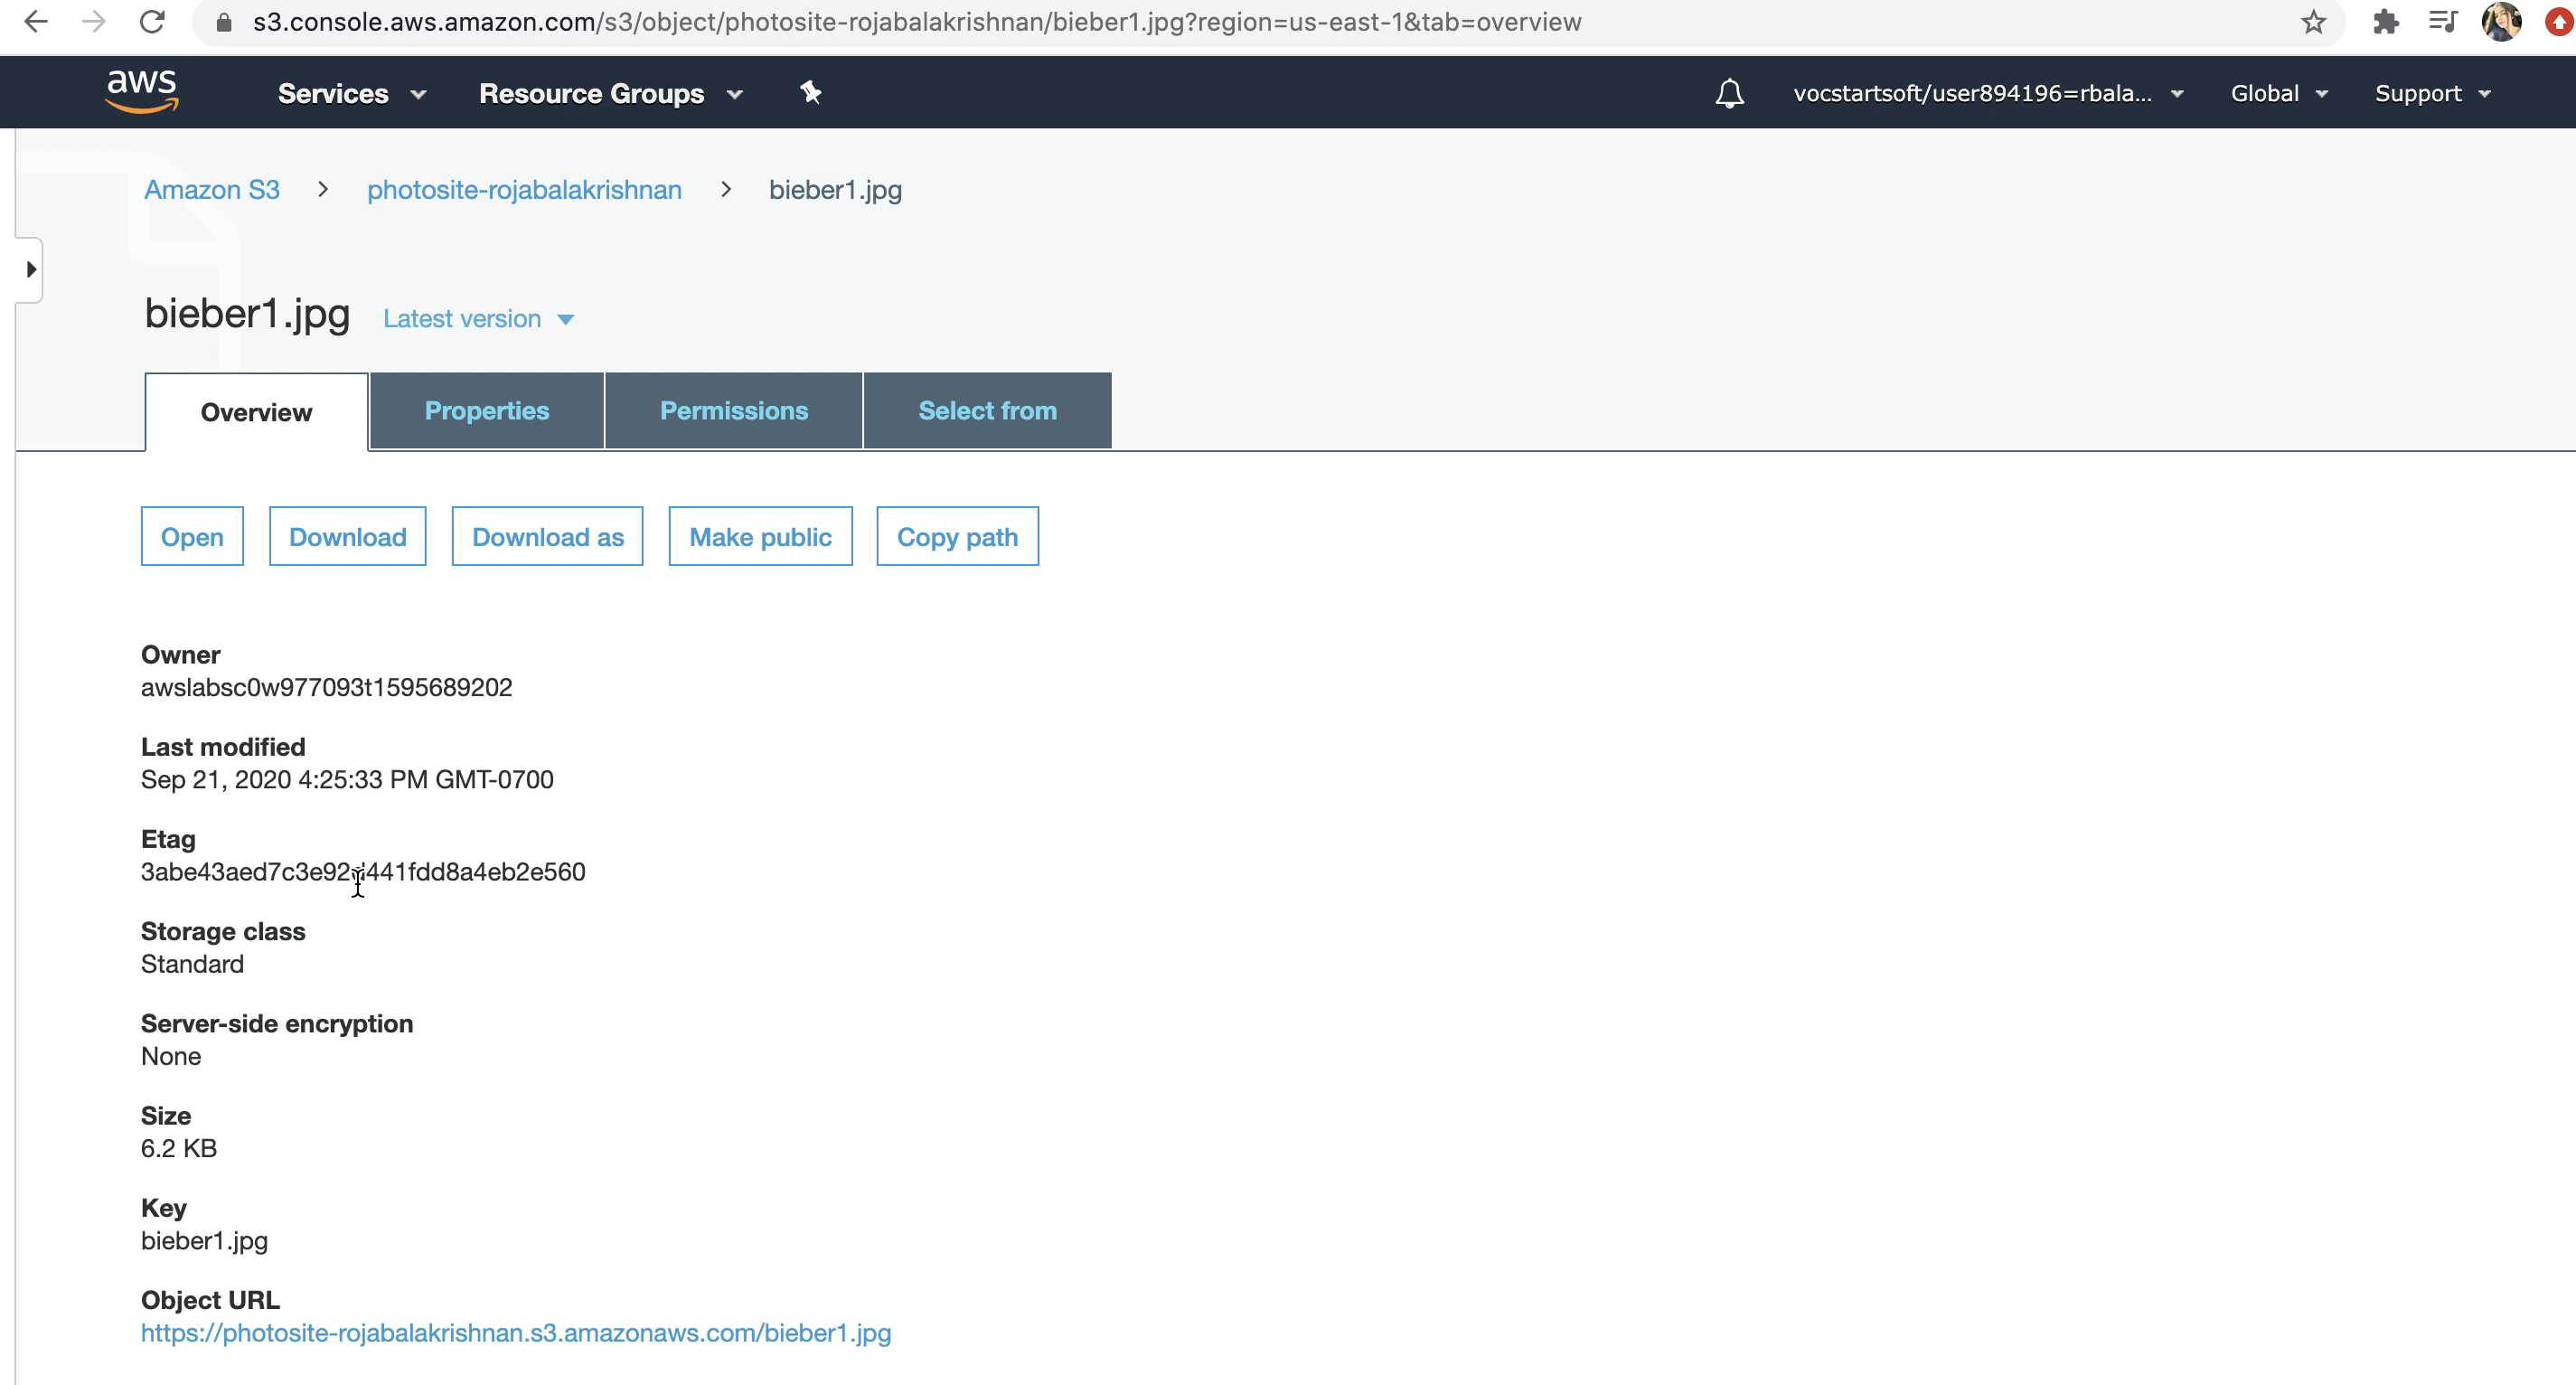 s3.console.aws.amazon.com/s3/object/photosite-rojabalakrishnan/bieber1.jpg?region=us-east-1&tab=overview
aws Services Resource Groups vocstartsoft/user894196=rbala... Global Support
Amazon S3 > photosite-rojabalakrishnan > bieber1.jpg
bieber1.jpg Latest version
Overview Properties Permissions Select from
Open Download Download as Make public Copy path
Owner
awslabsc0w977093t1595689202
Last modified
Sep 21, 2020 4:25:33 PM GMT-0700
Etag
Storage class
Standard
Server-side encryption
None
Size
6.2 KB
Key
bieber1.jpg
Object URL
https://photosite-rojabalakrishnan.s3.amazonaws.com/bieber1.jpg